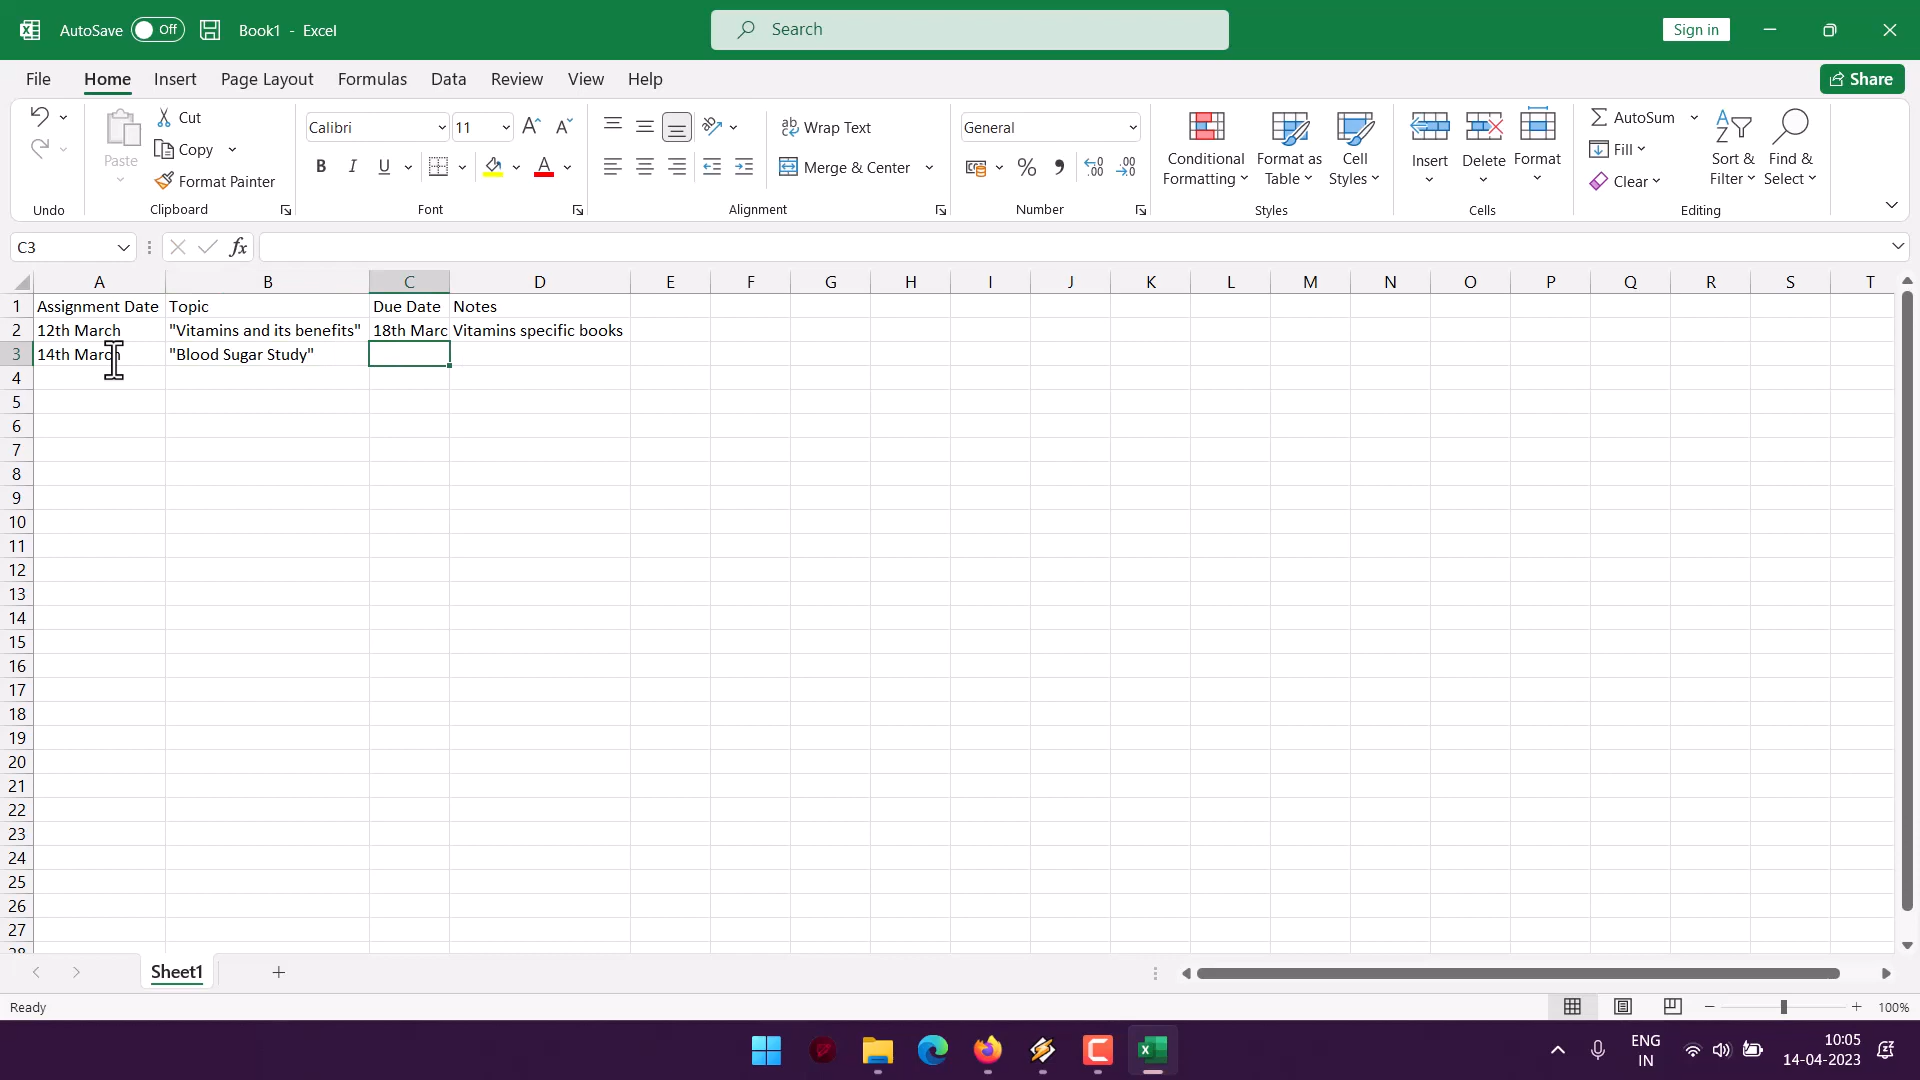 AutoSave Off Book1 - Excel Search Sign in
File Home Insert Page Layout Formulas Data Review View Help Share
Paste Cut Copy Format Painter
Calibri 11
B I U A
ab Wrap Text
Merge & Center
General
% 9 .00
Conditional Formatting Format as Table Cell Styles
Insert Delete Format
AutoSum Fill Clear
Sort & Filter Find & Select
Undo Clipboard Font Alignment Number Styles Cells Editing
C3 fx
A B C D E F G H I J K L M N O P Q R S T
1 Assignment Date Topic Due Date Notes
2 12th March "Vitamins and its benefits" 18th Marc Vitamins specific books
3 14th March "Blood Sugar Study"
4
5
6
7
8
9
10
11
12
13
14
15
16
17
18
19
20
21
22
23
24
25
26
27
28
Sheet1
Ready 100%
ENG 10:05
IN 14-04-2023